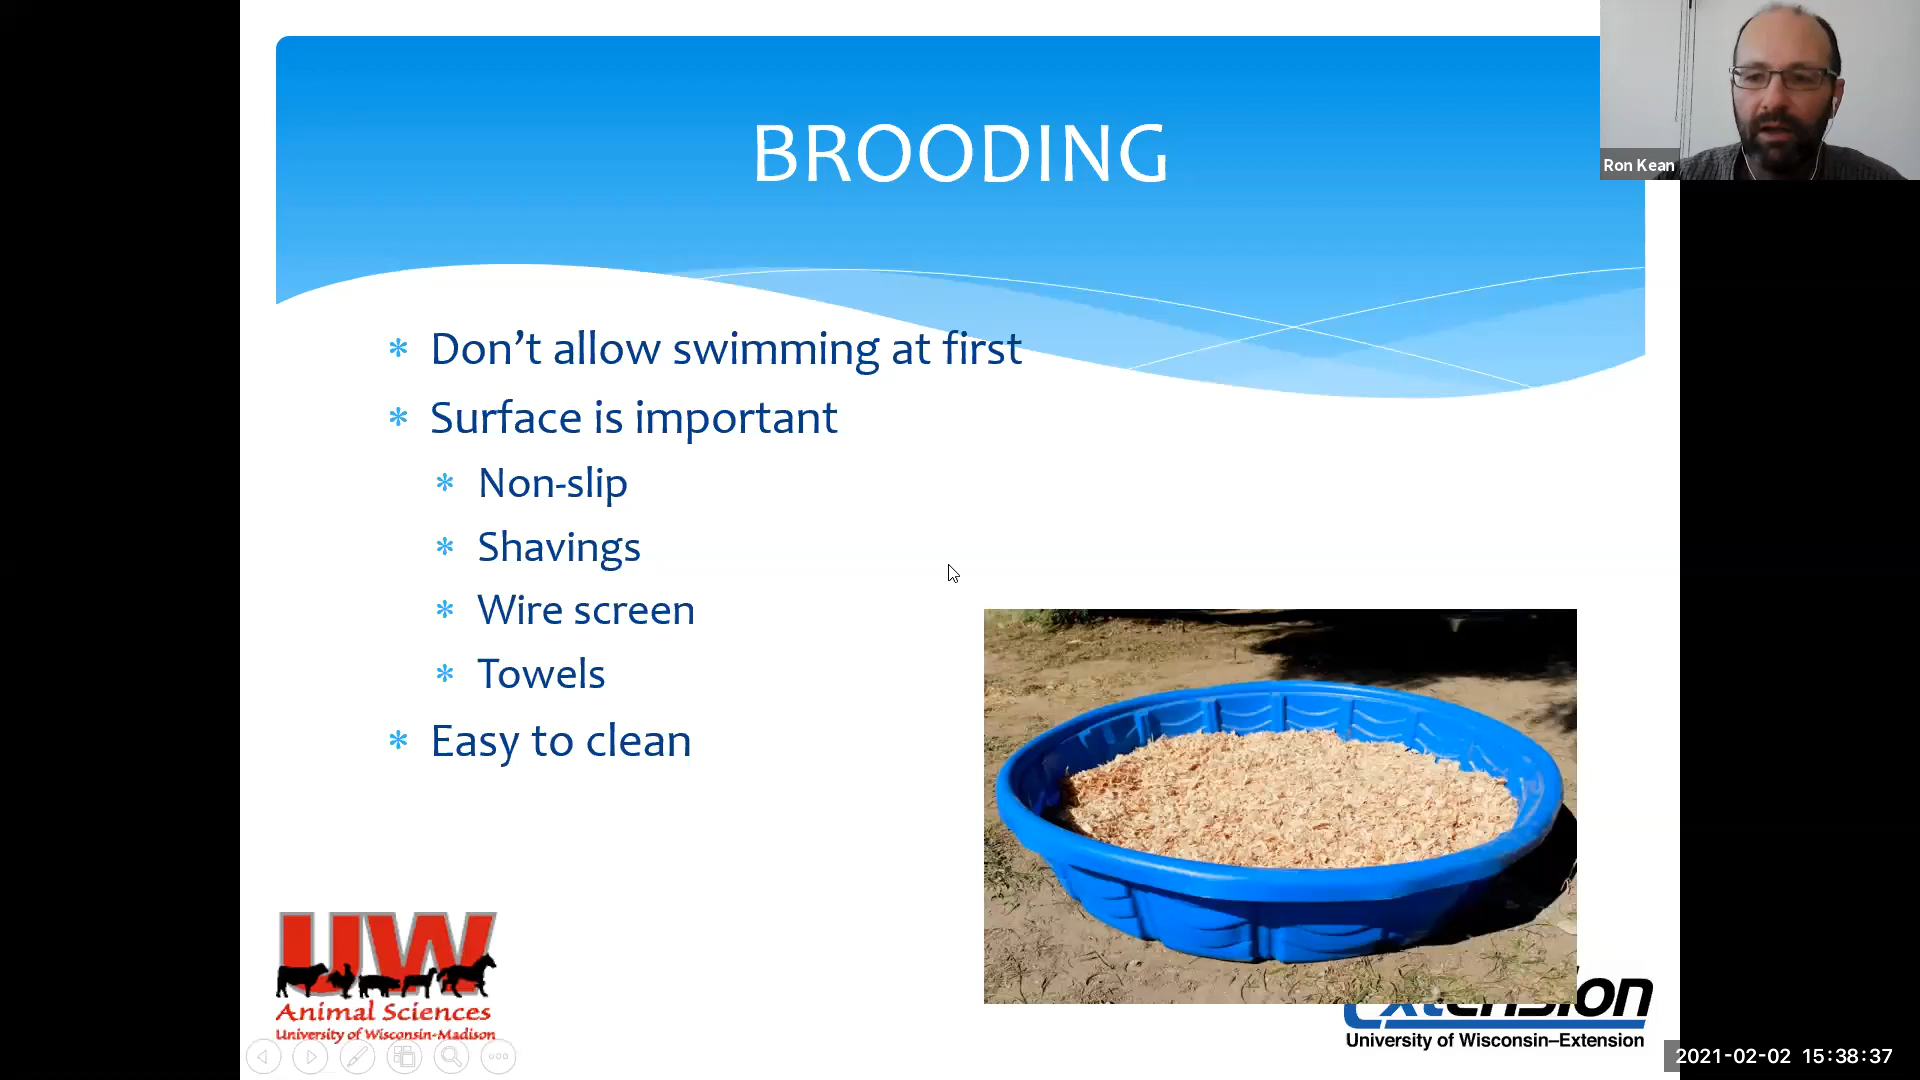 BROODING
Ron Kean
* Don’t allow swimming at first
* Surface is important
* Non-slip
* Shavings
* Wire screen
* Towels
* Easy to clean
UW
Animal Sciences
University of Wisconsin-Madison
Extension
University of Wisconsin–Extension
2021-02-02 15:38:37